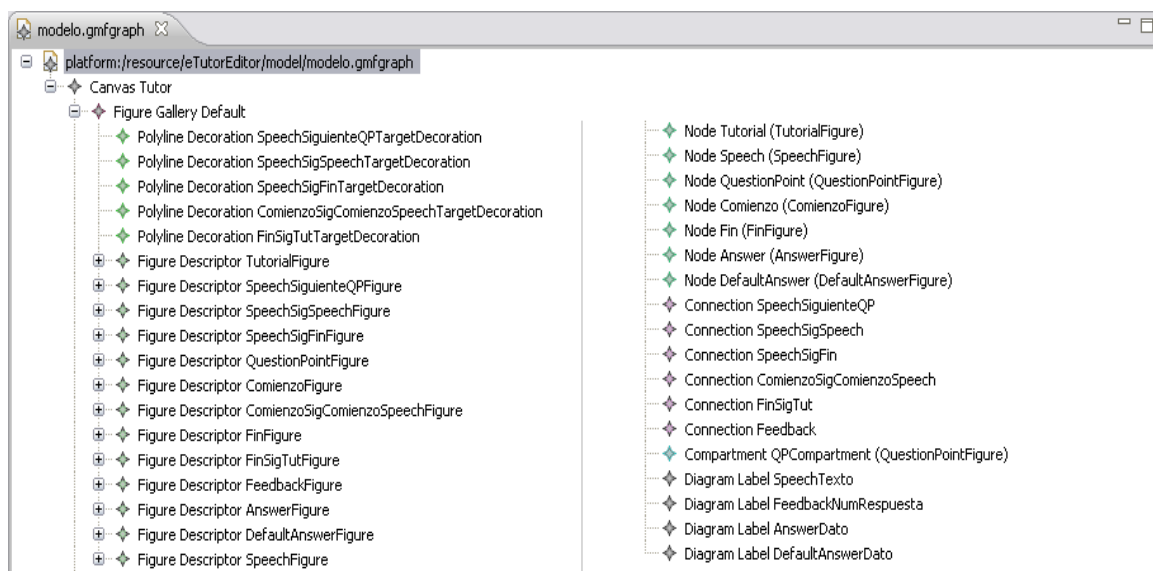 modelo.gmfgraph
platform:/resource/eTutorEditor/model/modelo.gmfgraph
Canvas Tutor
Figure Gallery Default
Polyline Decoration SpeechSiguienteQPTargetDecoration
Polyline Decoration SpeechSigSpeechTargetDecoration
Polyline Decoration SpeechSigFinTargetDecoration
Polyline Decoration ComienzoSigComienzoSpeechTargetDecoration
Polyline Decoration FinSigTutTargetDecoration
Figure Descriptor TutorialFigure
Figure Descriptor SpeechSiguienteQPFigure
Figure Descriptor SpeechSigSpeechFigure
Figure Descriptor SpeechSigFinFigure
Figure Descriptor QuestionPointFigure
Figure Descriptor ComienzoFigure
Figure Descriptor ComienzoSigComienzoSpeechFigure
Figure Descriptor FinFigure
Figure Descriptor FinSigTutFigure
Figure Descriptor FeedbackFigure
Figure Descriptor AnswerFigure
Figure Descriptor DefaultAnswerFigure
Figure Descriptor SpeechFigure
Node Tutorial (TutorialFigure)
Node Speech (SpeechFigure)
Node QuestionPoint (QuestionPointFigure)
Node Comienzo (ComienzoFigure)
Node Fin (FinFigure)
Node Answer (AnswerFigure)
Node DefaultAnswer (DefaultAnswerFigure)
Connection SpeechSiguienteQP
Connection SpeechSigSpeech
Connection SpeechSigFin
Connection ComienzoSigComienzoSpeech
Connection FinSigTut
Connection Feedback
Compartment QPCompartment (QuestionPointFigure)
Diagram Label SpeechTexto
Diagram Label FeedbackNumRespuesta
Diagram Label AnswerDato
Diagram Label DefaultAnswerDato